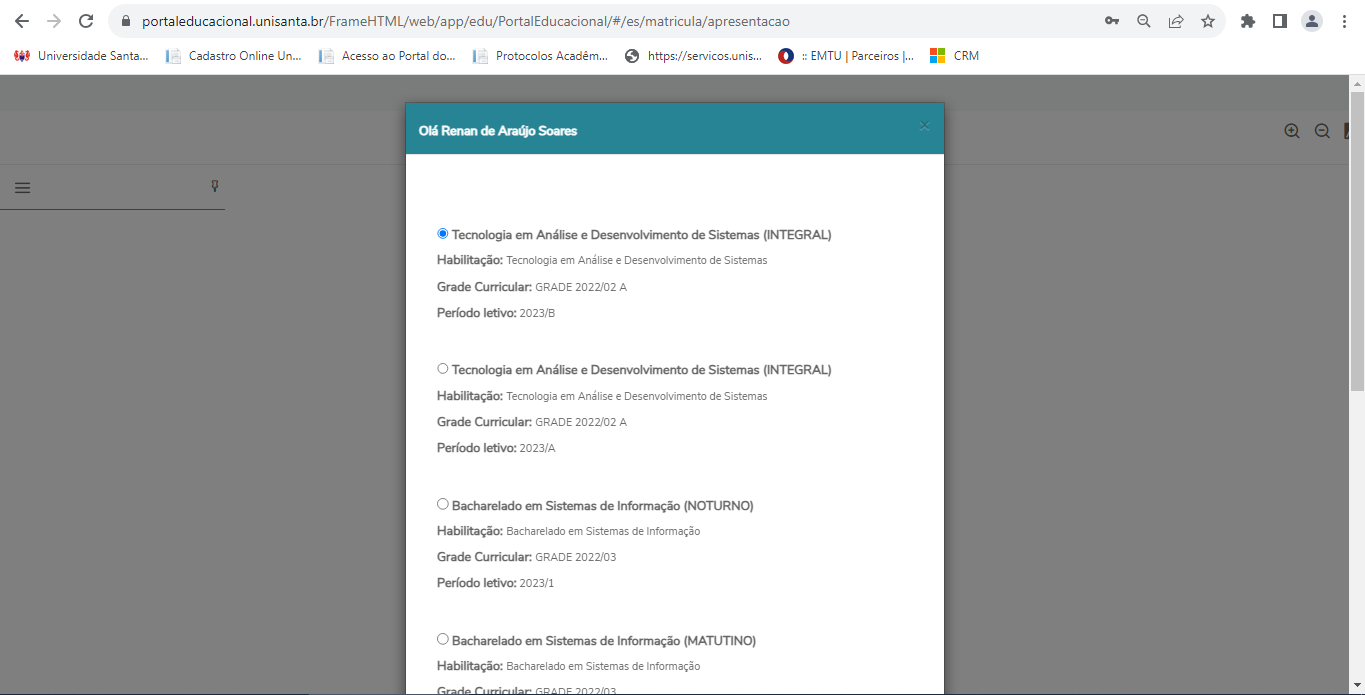 portaleducacional.unisanta.br/FrameHTML/web/app/edu/PortalEducacional/#/es/matricula/apresentacao
Universidade Santa... Cadastro Online Un... Acesso ao Portal do... Protocolos Acadêm... https://servicos.unis... :: EMTU | Parceiros |... CRM
Olá Renan de Araújo Soares
Tecnologia em Análise e Desenvolvimento de Sistemas (INTEGRAL)
Habilitação: Tecnologia em Análise e Desenvolvimento de Sistemas
Grade Curricular: GRADE 2022/02 A
Período letivo: 2023/B
Tecnologia em Análise e Desenvolvimento de Sistemas (INTEGRAL)
Habilitação: Tecnologia em Análise e Desenvolvimento de Sistemas
Grade Curricular: GRADE 2022/02 A
Período letivo: 2023/A
Bacharelado em Sistemas de Informação (NOTURNO)
Habilitação: Bacharelado em Sistemas de Informação
Grade Curricular: GRADE 2022/03
Período letivo: 2023/1
Bacharelado em Sistemas de Informação (MATUTINO)
Habilitação: Bacharelado em Sistemas de Informação
Grade Curricular: GRADE 2022/03